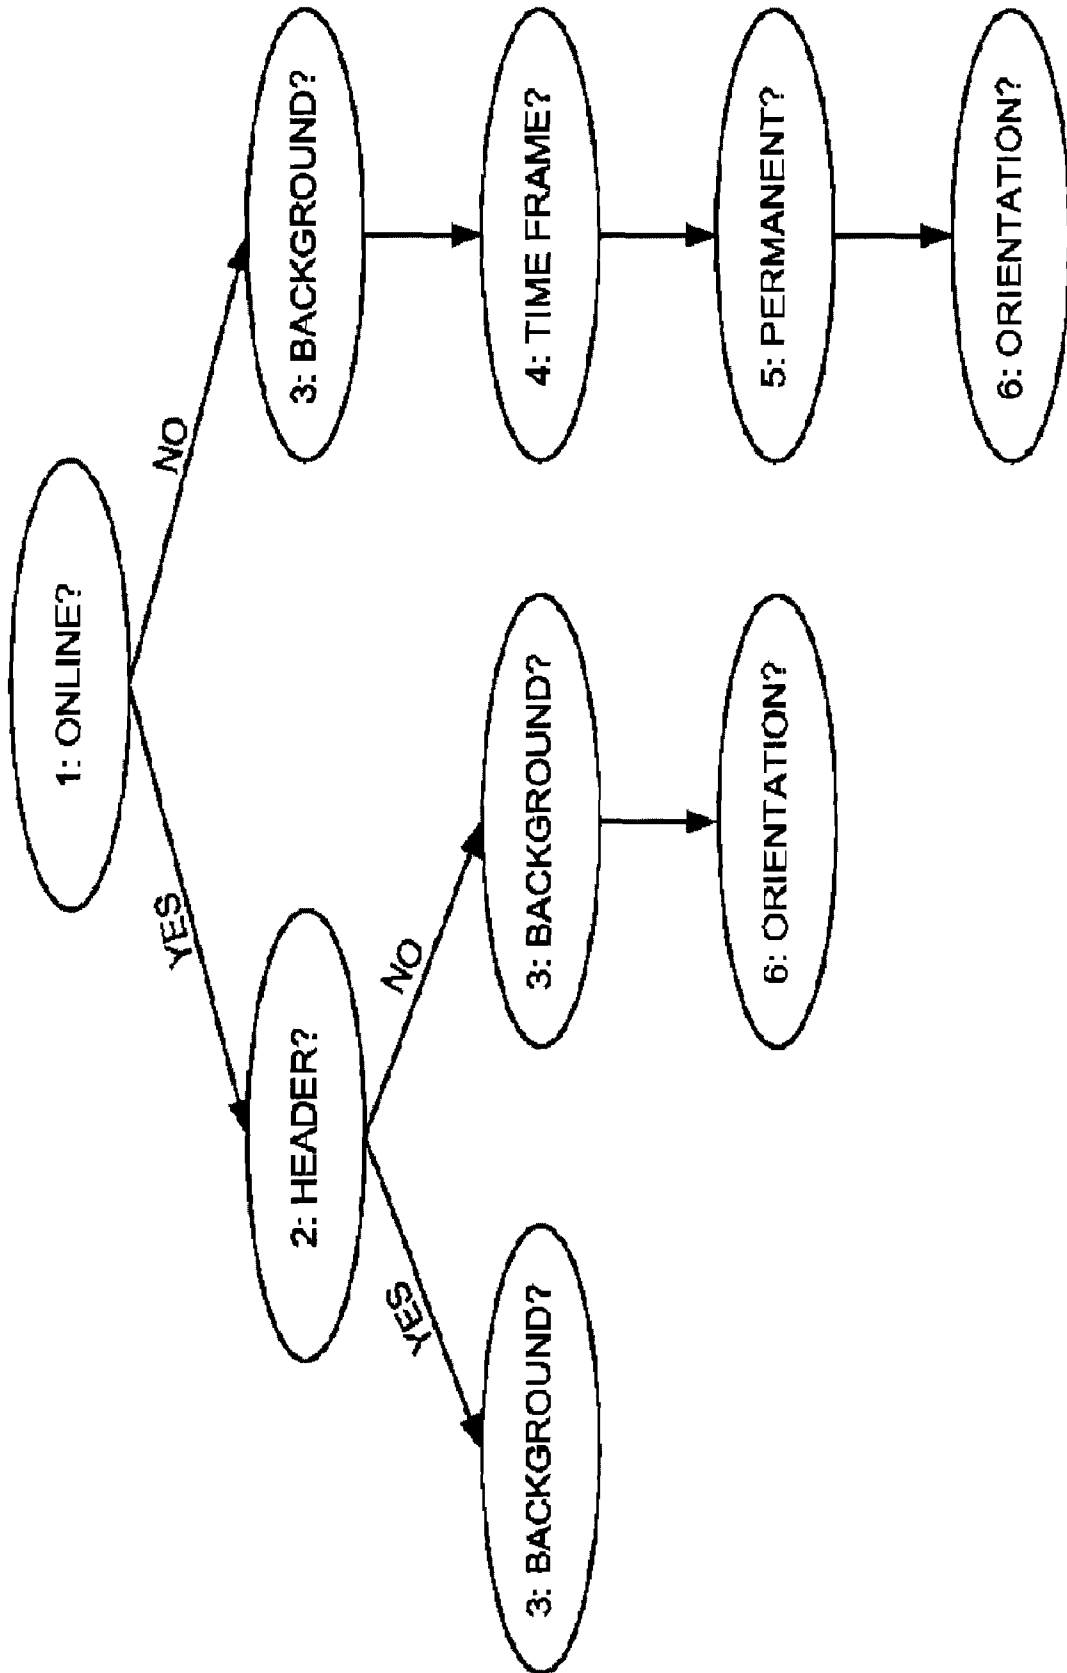 1: ONLINE?
YES
NO
2: HEADER?
3: BACKGROUND?
YES
NO
3: BACKGROUND?
3: BACKGROUND?
4: TIME FRAME?
6: ORIENTATION?
5: PERMANENT?
6: ORIENTATION?